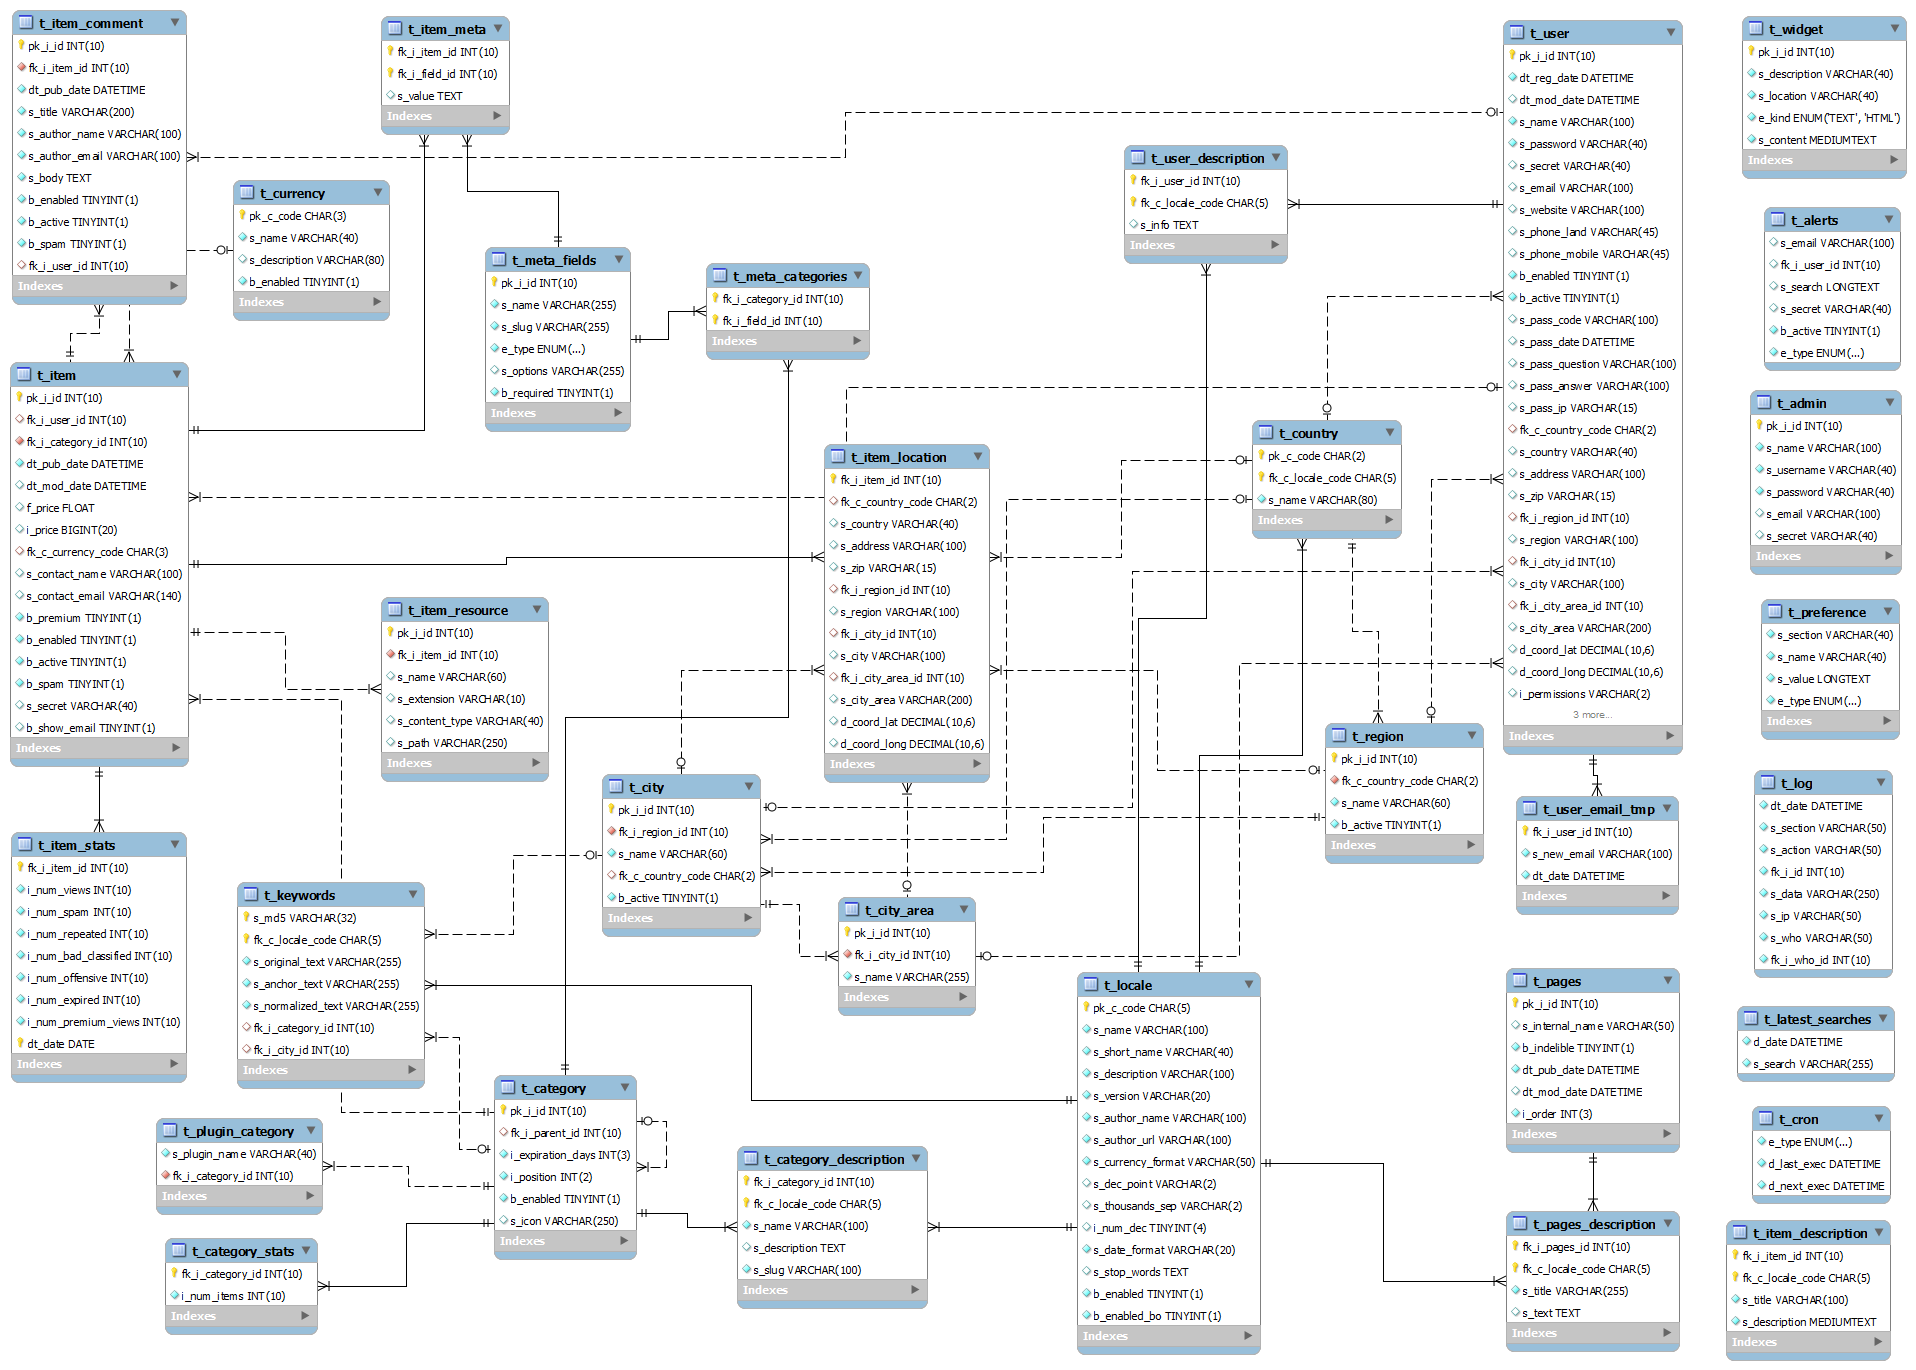 t_item_comment
pk_i_id INT(10)
fk_i_item_id INT(10)
dt_pub_date DATETIME
s_title VARCHAR(200)
s_author_name VARCHAR(100)
s_author_email VARCHAR(100)
s_body TEXT
b_enabled TINYINT(1)
b_active TINYINT(1)
b_spam TINYINT(1)
fk_i_user_id INT(10)
Indexes
t_item_meta
fk_i_item_id INT(10)
fk_i_field_id INT(10)
s_value TEXT
Indexes
t_currency
pk_c_code CHAR(3)
s_name VARCHAR(40)
s_description VARCHAR(80)
b_enabled TINYINT(1)
Indexes
t_meta_fields
pk_i_id INT(10)
s_name VARCHAR(255)
s_slug VARCHAR(255)
e_type ENUM(...)
s_options VARCHAR(255)
b_required TINYINT(1)
Indexes
t_meta_categories
fk_i_category_id INT(10)
fk_i_field_id INT(10)
Indexes
t_user_description
fk_i_user_id INT(10)
fk_c_locale_code CHAR(5)
s_info TEXT
Indexes
t_user
pk_i_id INT(10)
dt_reg_date DATETIME
dt_mod_date DATETIME
s_name VARCHAR(100)
s_password VARCHAR(40)
s_secret VARCHAR(40)
s_email VARCHAR(100)
s_website VARCHAR(100)
s_phone_land VARCHAR(45)
s_phone_mobile VARCHAR(45)
b_enabled TINYINT(1)
b_active TINYINT(1)
s_pass_code VARCHAR(100)
s_pass_date DATETIME
s_pass_question VARCHAR(100)
s_pass_answer VARCHAR(100)
s_pass_ip VARCHAR(15)
fk_c_country_code CHAR(2)
s_country VARCHAR(40)
s_address VARCHAR(100)
s_zip VARCHAR(15)
fk_i_region_id INT(10)
s_region VARCHAR(100)
fk_i_city_id INT(10)
s_city VARCHAR(100)
fk_i_city_area_id INT(10)
s_city_area VARCHAR(200)
d_coord_lat DECIMAL(10,6)
d_coord_long DECIMAL(10,6)
i_permissions VARCHAR(2)
3 more...
Indexes
t_widget
pk_i_id INT(10)
s_description VARCHAR(40)
s_location VARCHAR(40)
e_kind ENUM('TEXT', 'HTML')
s_content MEDIUMTEXT
Indexes
t_alerts
s_email VARCHAR(100)
fk_i_user_id INT(10)
s_search LONGTEXT
s_secret VARCHAR(40)
b_active TINYINT(1)
e_type ENUM(...)
Indexes
t_admin
pk_i_id INT(10)
s_name VARCHAR(100)
s_username VARCHAR(40)
s_password VARCHAR(40)
s_email VARCHAR(100)
s_secret VARCHAR(40)
Indexes
t_item
pk_i_id INT(10)
fk_i_user_id INT(10)
fk_i_category_id INT(10)
dt_pub_date DATETIME
dt_mod_date DATETIME
f_price FLOAT
i_price BIGINT(20)
fk_c_currency_code CHAR(3)
s_contact_name VARCHAR(100)
s_contact_email VARCHAR(140)
b_premium TINYINT(1)
b_enabled TINYINT(1)
b_active TINYINT(1)
b_spam TINYINT(1)
s_secret VARCHAR(40)
b_show_email TINYINT(1)
Indexes
t_item_location
fk_i_item_id INT(10)
fk_c_country_code CHAR(2)
s_country VARCHAR(40)
s_address VARCHAR(100)
s_zip VARCHAR(15)
fk_i_region_id INT(10)
s_region VARCHAR(100)
fk_i_city_id INT(10)
s_city VARCHAR(100)
fk_i_city_area_id INT(10)
s_city_area VARCHAR(200)
d_coord_lat DECIMAL(10,6)
d_coord_long DECIMAL(10,6)
Indexes
t_country
pk_c_code CHAR(2)
fk_c_locale_code CHAR(5)
s_name VARCHAR(80)
Indexes
t_item_resource
pk_i_id INT(10)
fk_i_item_id INT(10)
s_name VARCHAR(60)
s_extension VARCHAR(10)
s_content_type VARCHAR(40)
s_path VARCHAR(250)
Indexes
t_preference
s_section VARCHAR(40)
s_name VARCHAR(40)
s_value LONGTEXT
e_type ENUM(...)
Indexes
t_region
pk_i_id INT(10)
fk_c_country_code CHAR(2)
s_name VARCHAR(60)
b_active TINYINT(1)
Indexes
t_city
pk_i_id INT(10)
fk_i_region_id INT(10)
s_name VARCHAR(60)
fk_c_country_code CHAR(2)
b_active TINYINT(1)
Indexes
t_user_email_tmp
fk_i_user_id INT(10)
s_new_email VARCHAR(100)
dt_date DATETIME
Indexes
t_log
dt_date DATETIME
s_section VARCHAR(50)
s_action VARCHAR(50)
fk_i_id INT(10)
s_data VARCHAR(250)
s_ip VARCHAR(50)
s_who VARCHAR(50)
fk_i_who_id INT(10)
t_item_stats
fk_i_item_id INT(10)
i_num_views INT(10)
i_num_spam INT(10)
i_num_repeated INT(10)
i_num_bad_classified INT(10)
i_num_offensive INT(10)
i_num_expired INT(10)
i_num_premium_views INT(10)
dt_date DATE
Indexes
t_keywords
s_md5 VARCHAR(32)
fk_c_locale_code CHAR(5)
s_original_text VARCHAR(255)
s_anchor_text VARCHAR(255)
s_normalized_text VARCHAR(255)
fk_i_category_id INT(10)
fk_i_city_id INT(10)
Indexes
t_city_area
pk_i_id INT(10)
fk_i_city_id INT(10)
s_name VARCHAR(255)
Indexes
t_locale
pk_c_code CHAR(5)
s_name VARCHAR(100)
s_short_name VARCHAR(40)
s_description VARCHAR(100)
s_version VARCHAR(20)
s_author_name VARCHAR(100)
s_author_url VARCHAR(100)
s_currency_format VARCHAR(50)
s_dec_point VARCHAR(2)
s_thousands_sep VARCHAR(2)
i_num_dec TINYINT(4)
s_date_format VARCHAR(20)
s_stop_words TEXT
b_enabled TINYINT(1)
b_enabled_bo TINYINT(1)
Indexes
t_pages
pk_i_id INT(10)
s_internal_name VARCHAR(50)
b_indelible TINYINT(1)
dt_pub_date DATETIME
dt_mod_date DATETIME
i_order INT(3)
Indexes
t_latest_searches
d_date DATETIME
s_search VARCHAR(255)
t_category
pk_i_id INT(10)
fk_i_parent_id INT(10)
i_expiration_days INT(3)
i_position INT(2)
b_enabled TINYINT(1)
s_icon VARCHAR(250)
Indexes
t_plugin_category
s_plugin_name VARCHAR(40)
fk_i_category_id INT(10)
Indexes
t_category_description
fk_i_category_id INT(10)
fk_c_locale_code CHAR(5)
s_name VARCHAR(100)
s_description TEXT
s_slug VARCHAR(100)
Indexes
t_cron
e_type ENUM(...)
d_last_exec DATETIME
d_next_exec DATETIME
t_category_stats
fk_i_category_id INT(10)
i_num_items INT(10)
Indexes
t_pages_description
fk_i_pages_id INT(10)
fk_c_locale_code CHAR(5)
s_title VARCHAR(255)
s_text TEXT
Indexes
t_item_description
fk_i_item_id INT(10)
fk_c_locale_code CHAR(5)
s_title VARCHAR(100)
s_description MEDIUMTEXT
Indexes